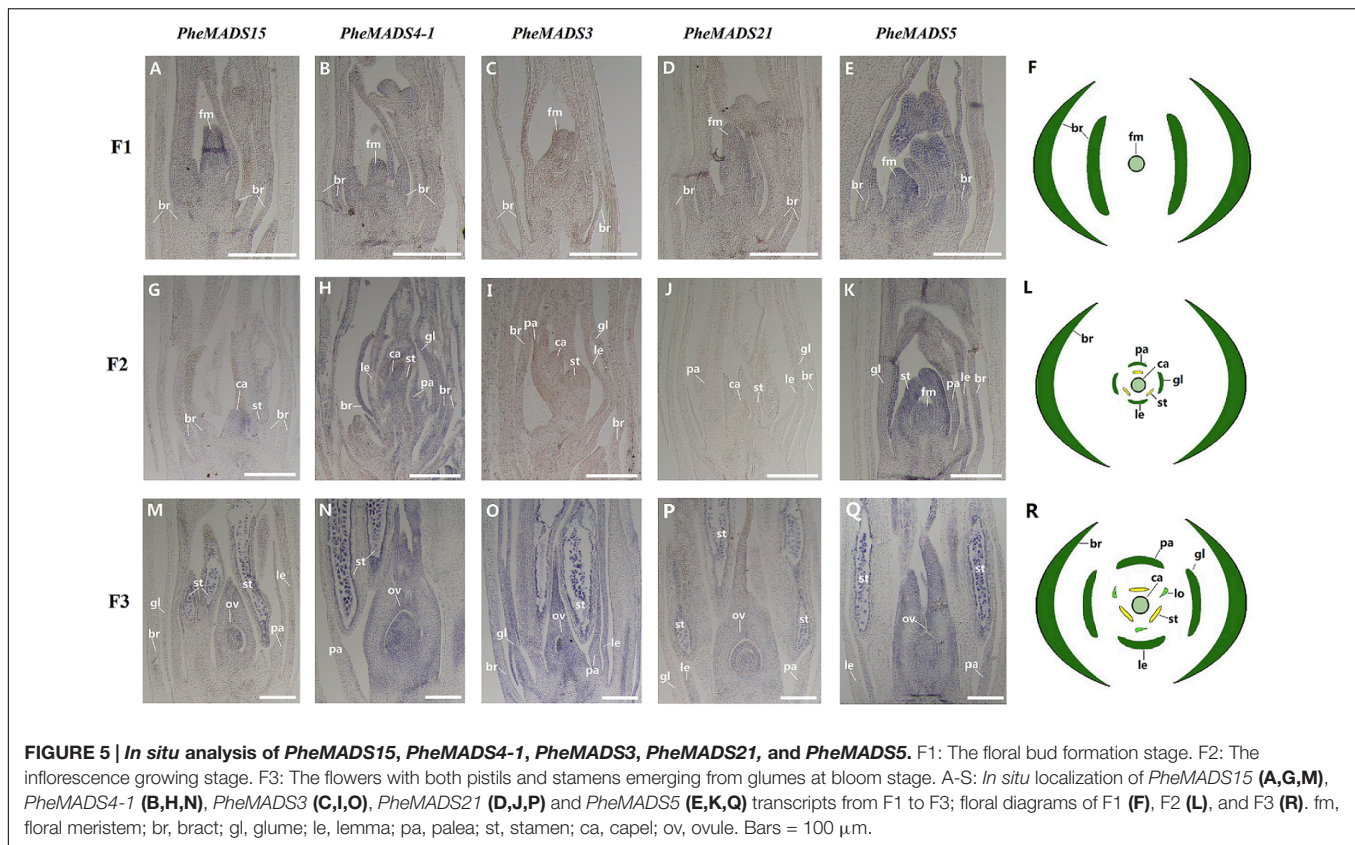 PheMADS15 PheMADS4-1 PheMADS3 PheMADS21 PheMADS5
F1
A
fm
br
br
B
fm
br
br
C
fm
br
br
D
fm
br
br
E
fm
br
br
F
br
fm
F2
G
ca
st
br
br
H
gl
ca
st
le
pa
br
br
I
pa
br
gl
ca
le
st
br
J
gl
pa
ca
st
le
br
K
gl
st
fm
pa
le
br
L
br
pa
ca
gl
st
le
F3
M
st
st
le
ov
gl
br
pa
N
st
ov
pa
O
st
ov
gl
le
br
pa
P
st
ov
st
le
gl
pa
Q
st
st
ov
le
pa
R
br
pa
gl
ca
lo
st
le
FIGURE 5 | In situ analysis of PheMADS15, PheMADS4-1, PheMADS3, PheMADS21, and PheMADS5. F1: The floral bud formation stage. F2: The
inflorescence growing stage. F3: The flowers with both pistils and stamens emerging from glumes at bloom stage. A-S: In situ localization of PheMADS15 (A,G,M),
PheMADS4-1 (B,H,N), PheMADS3 (C,I,O), PheMADS21 (D,J,P) and PheMADS5 (E,K,Q) transcripts from F1 to F3; floral diagrams of F1 (F), F2 (L), and F3 (R). fm,
floral meristem; br, bract; gl, glume; le, lemma; pa, palea; st, stamen; ca, capel; ov, ovule. Bars = 100 μm.